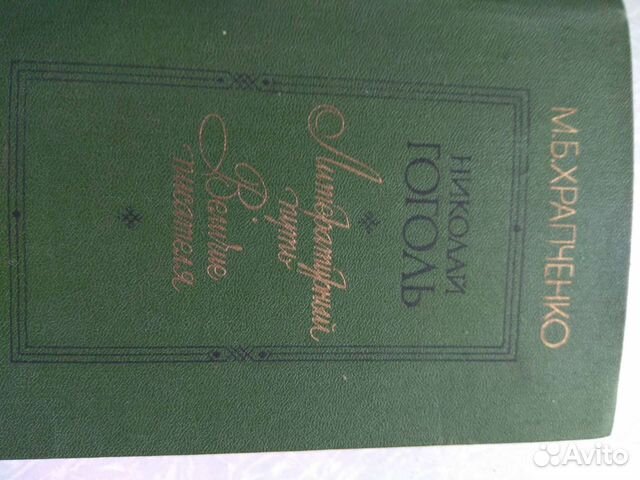 М.Б.ХРАПЧЕНКО
НИКОЛАЙ
ГОГОЛЬ
Литературный
путь
Величие
писателя
Avito